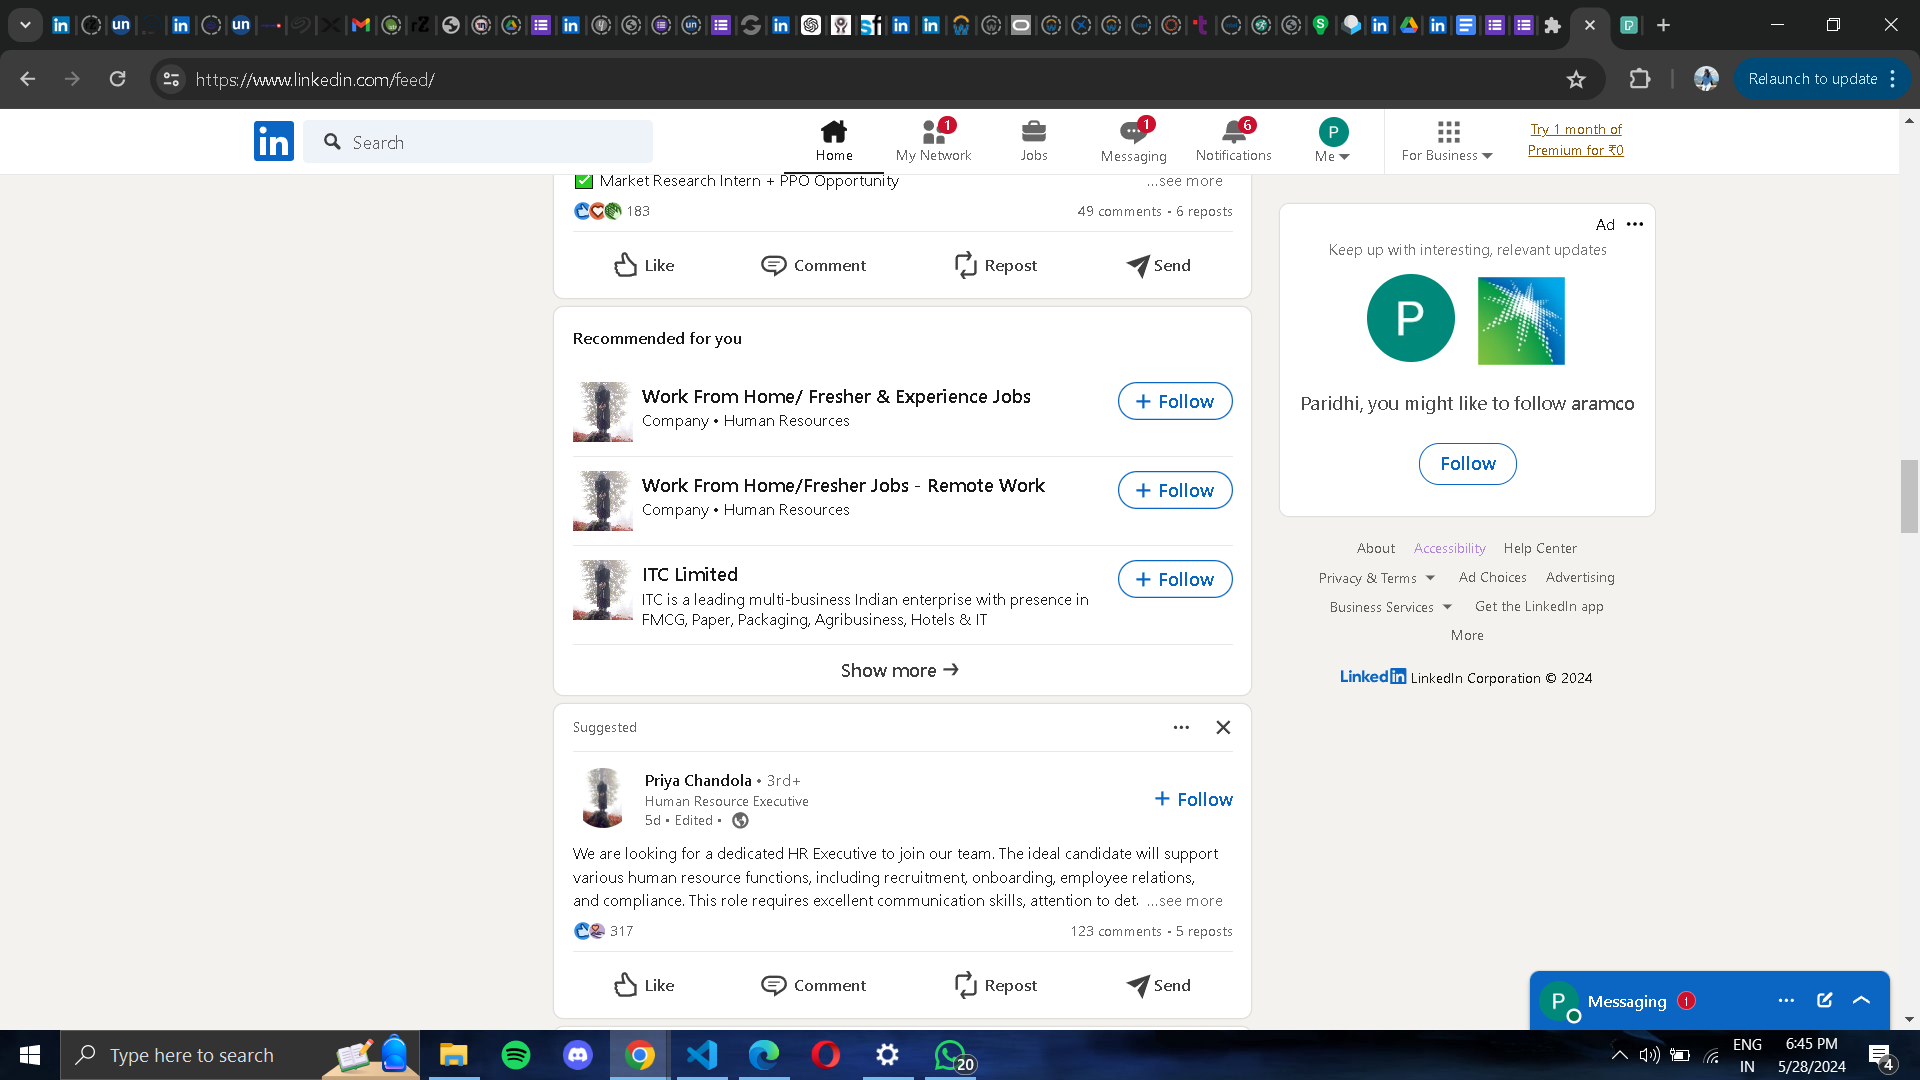 https://www.linkedin.com/feed/
Relaunch to update
Search
Home
1
My Network
Jobs
1
Messaging
6
Notifications
P
Me
For Business
Try 1 month of
Premium for ₹0
Market Research Intern + PPO Opportunity
...see more
183
49 comments • 6 reposts
Like
Comment
Repost
Send
Recommended for you
Work From Home/ Fresher & Experience Jobs
Company • Human Resources
+ Follow
Work From Home/Fresher Jobs - Remote Work
Company • Human Resources
+ Follow
ITC Limited
ITC is a leading multi-business Indian enterprise with presence in
FMCG, Paper, Packaging, Agribusiness, Hotels & IT
+ Follow
Show more →
Suggested
Priya Chandola • 3rd+
Human Resource Executive
5d • Edited •
+ Follow
We are looking for a dedicated HR Executive to join our team. The ideal candidate will support
various human resource functions, including recruitment, onboarding, employee relations,
and compliance. This role requires excellent communication skills, attention to det
...see more
317
123 comments • 5 reposts
Like
Comment
Repost
Send
Ad
Keep up with interesting, relevant updates
P
Paridhi, you might like to follow aramco
Follow
About
Accessibility
Help Center
Privacy & Terms
Ad Choices
Advertising
Business Services
Get the LinkedIn app
More
LinkedIn LinkedIn Corporation © 2024
P
Messaging
1
Type here to search
20
ENG
IN
6:45 PM
5/28/2024
4